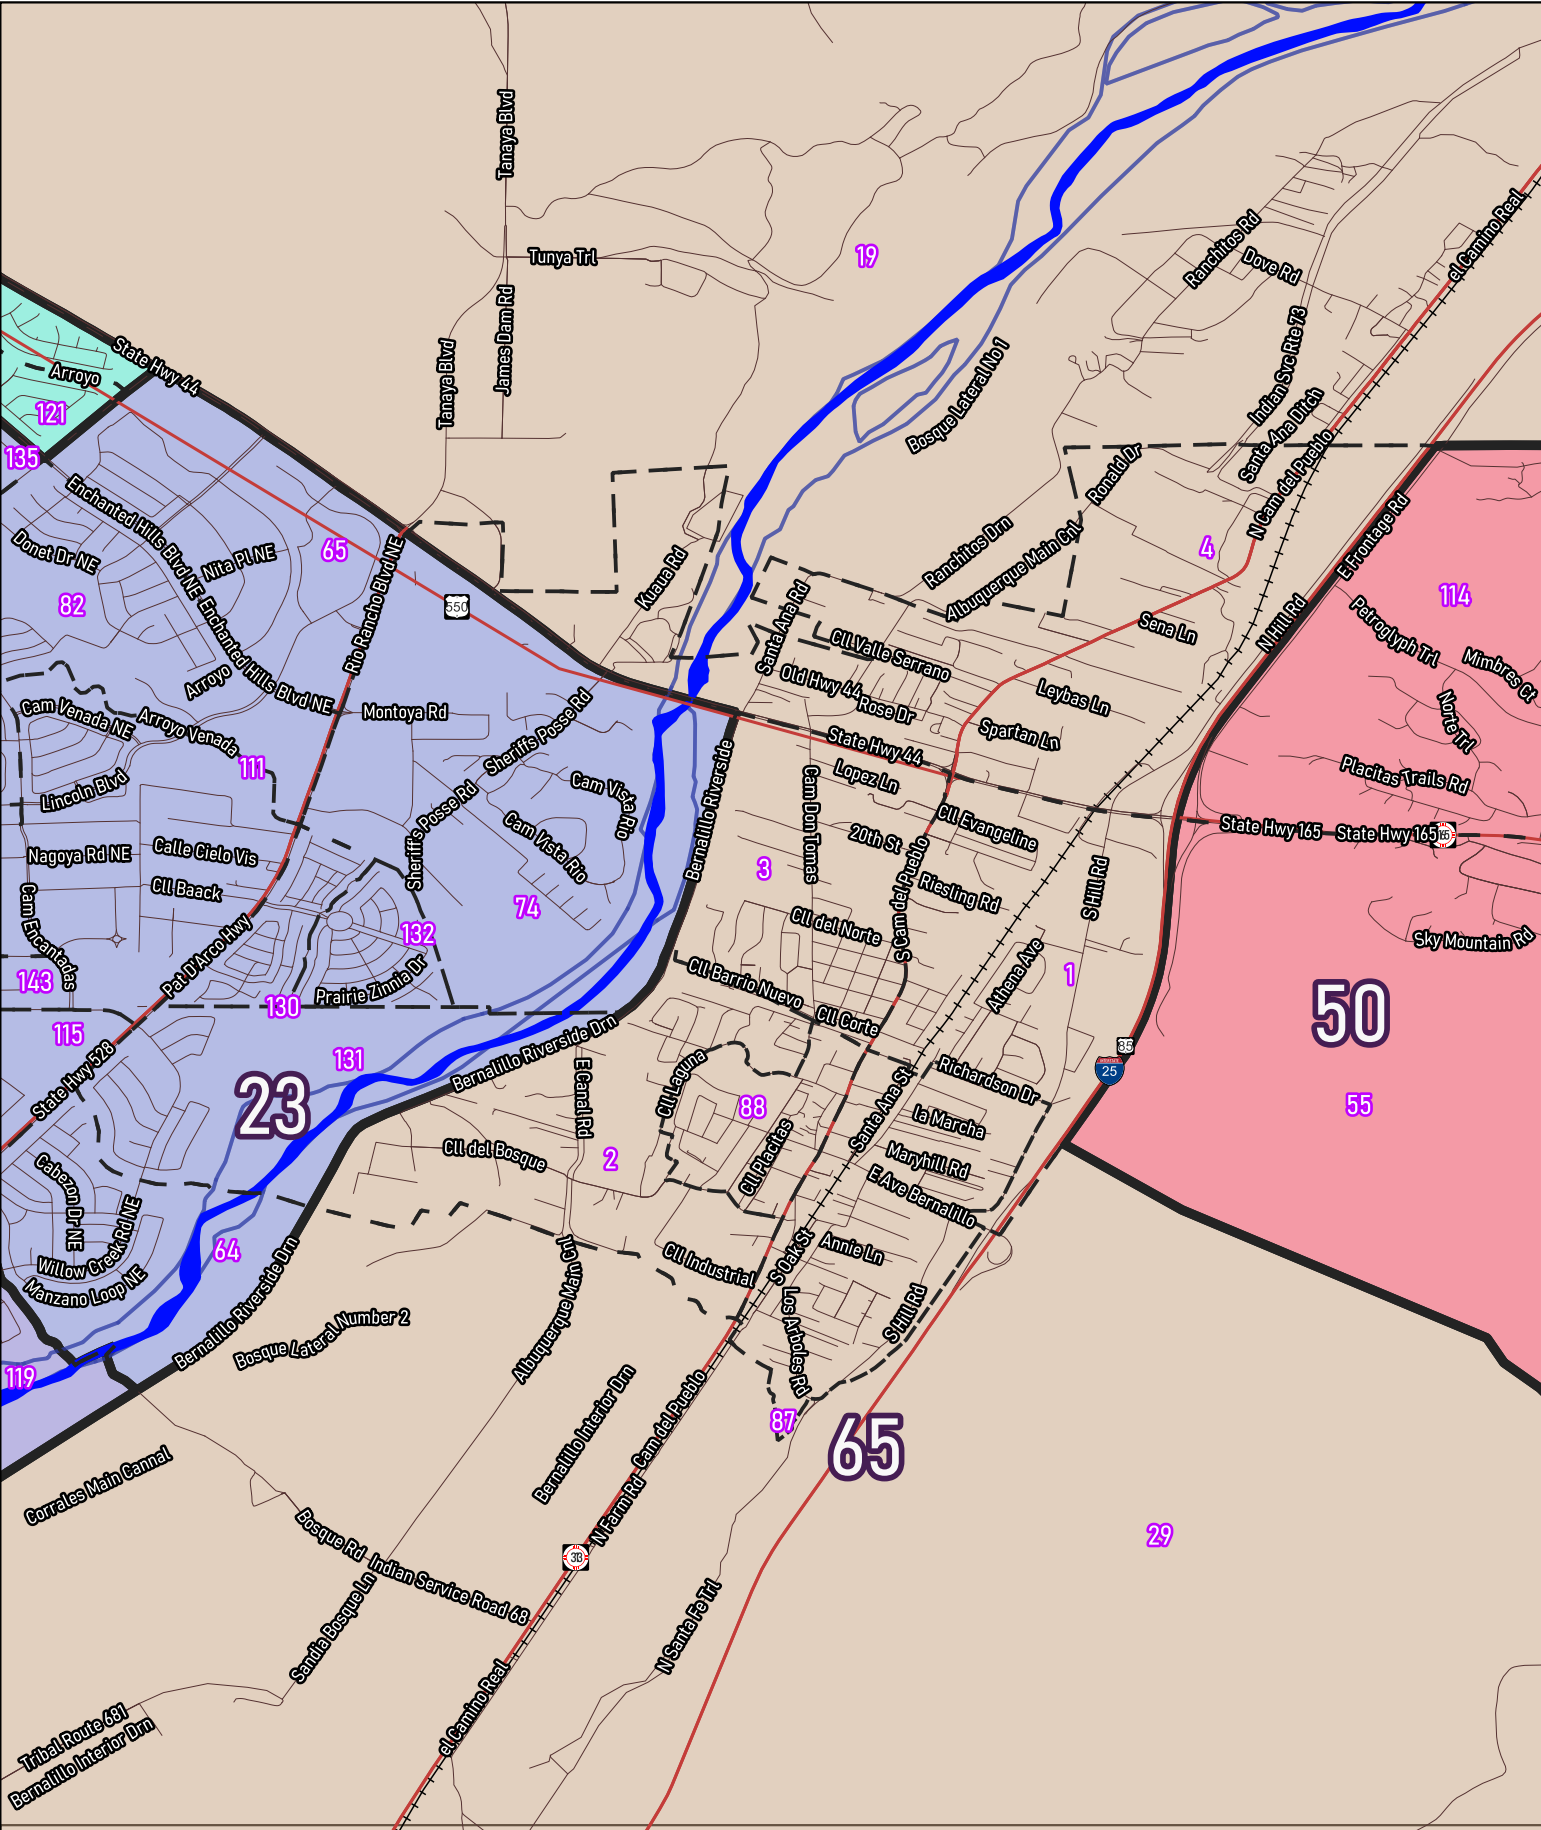 Tanaya Blvd
Tunya Trl
19
Ranchitos Rd
Dove Rd
el Camino Real
Tanaya Blvd
James Dam Rd
State Hwy 44
Arroyo
121
135
Bosque Lateral No 1
Indian Svc Rte 73
Santa Ana Ditch
N Cam del Pueblo
Enchanted Hills Blvd NE
Donet Dr NE
Nita Pl NE
65
82
Rio Rancho Blvd NE
550
Kuaua Rd
Ronald Dr
Ranchitos Drn
Albuquerque Main Cnl
4
E Frontage Rd
114
Santa Ana Rd
Cll Valle Serrano
Sena Ln
N Hill Rd
Petroglyph Trl
Mimbres Ct
Enchanted Hills Blvd NE
Arroyo
Old Hwy 44
Rose Dr
Leybas Ln
Norte Trl
Cam Venada NE
Arroyo Venada
Montoya Rd
Sheriffs Posse Rd
Spartan Ln
State Hwy 44
111
Lincoln Blvd
Cam Vista Rio
Bernalillo Riverside
Cam Don Tomas
Lopez Ln
Placitas Trails Rd
Sheriffs Posse Rd
Cam Vista Rio
20th St
Cll Evangeline
State Hwy 165
State Hwy 165
165
Nagoya Rd NE
Calle Cielo Vis
Cll Baack
3
S Cam del Pueblo
Riesling Rd
S Hill Rd
Cam Encantadas
74
132
Cll del Norte
Sky Mountain Rd
143
Pat D'Arco Hwy
Prairie Zinnia Dr
130
Cll Barrio Nuevo
Cll Corte
Athena Ave
1
50
115
131
State Hwy 528
23
Bernalillo Riverside Drn
E Canal Rd
Cll Laguna
88
85
25
Richardson Dr
55
Santa Ana St
la Marcha
Cll del Bosque
2
Cll Placitas
Maryhill Rd
E Ave Bernalillo
Cabezon Dr NE
Willow Creek Rd NE
Manzano Loop NE
64
Albuquerque Main Cnl
Cll Industrial
S Oak St
Annie Ln
Bernalillo Riverside Drn
Bosque Lateral Number 2
Los Arboles Rd
S Hill Rd
119
87
65
Cam del Pueblo
Bernalillo Interior Drn
Corrales Main Cannal
N Farm Rd
313
29
Bosque Rd
Indian Service Road 68
Sandia Bosque Ln
N Santa Fe Trl
el Camino Real
Tribal Route 681
Bernalillo Interior Drn